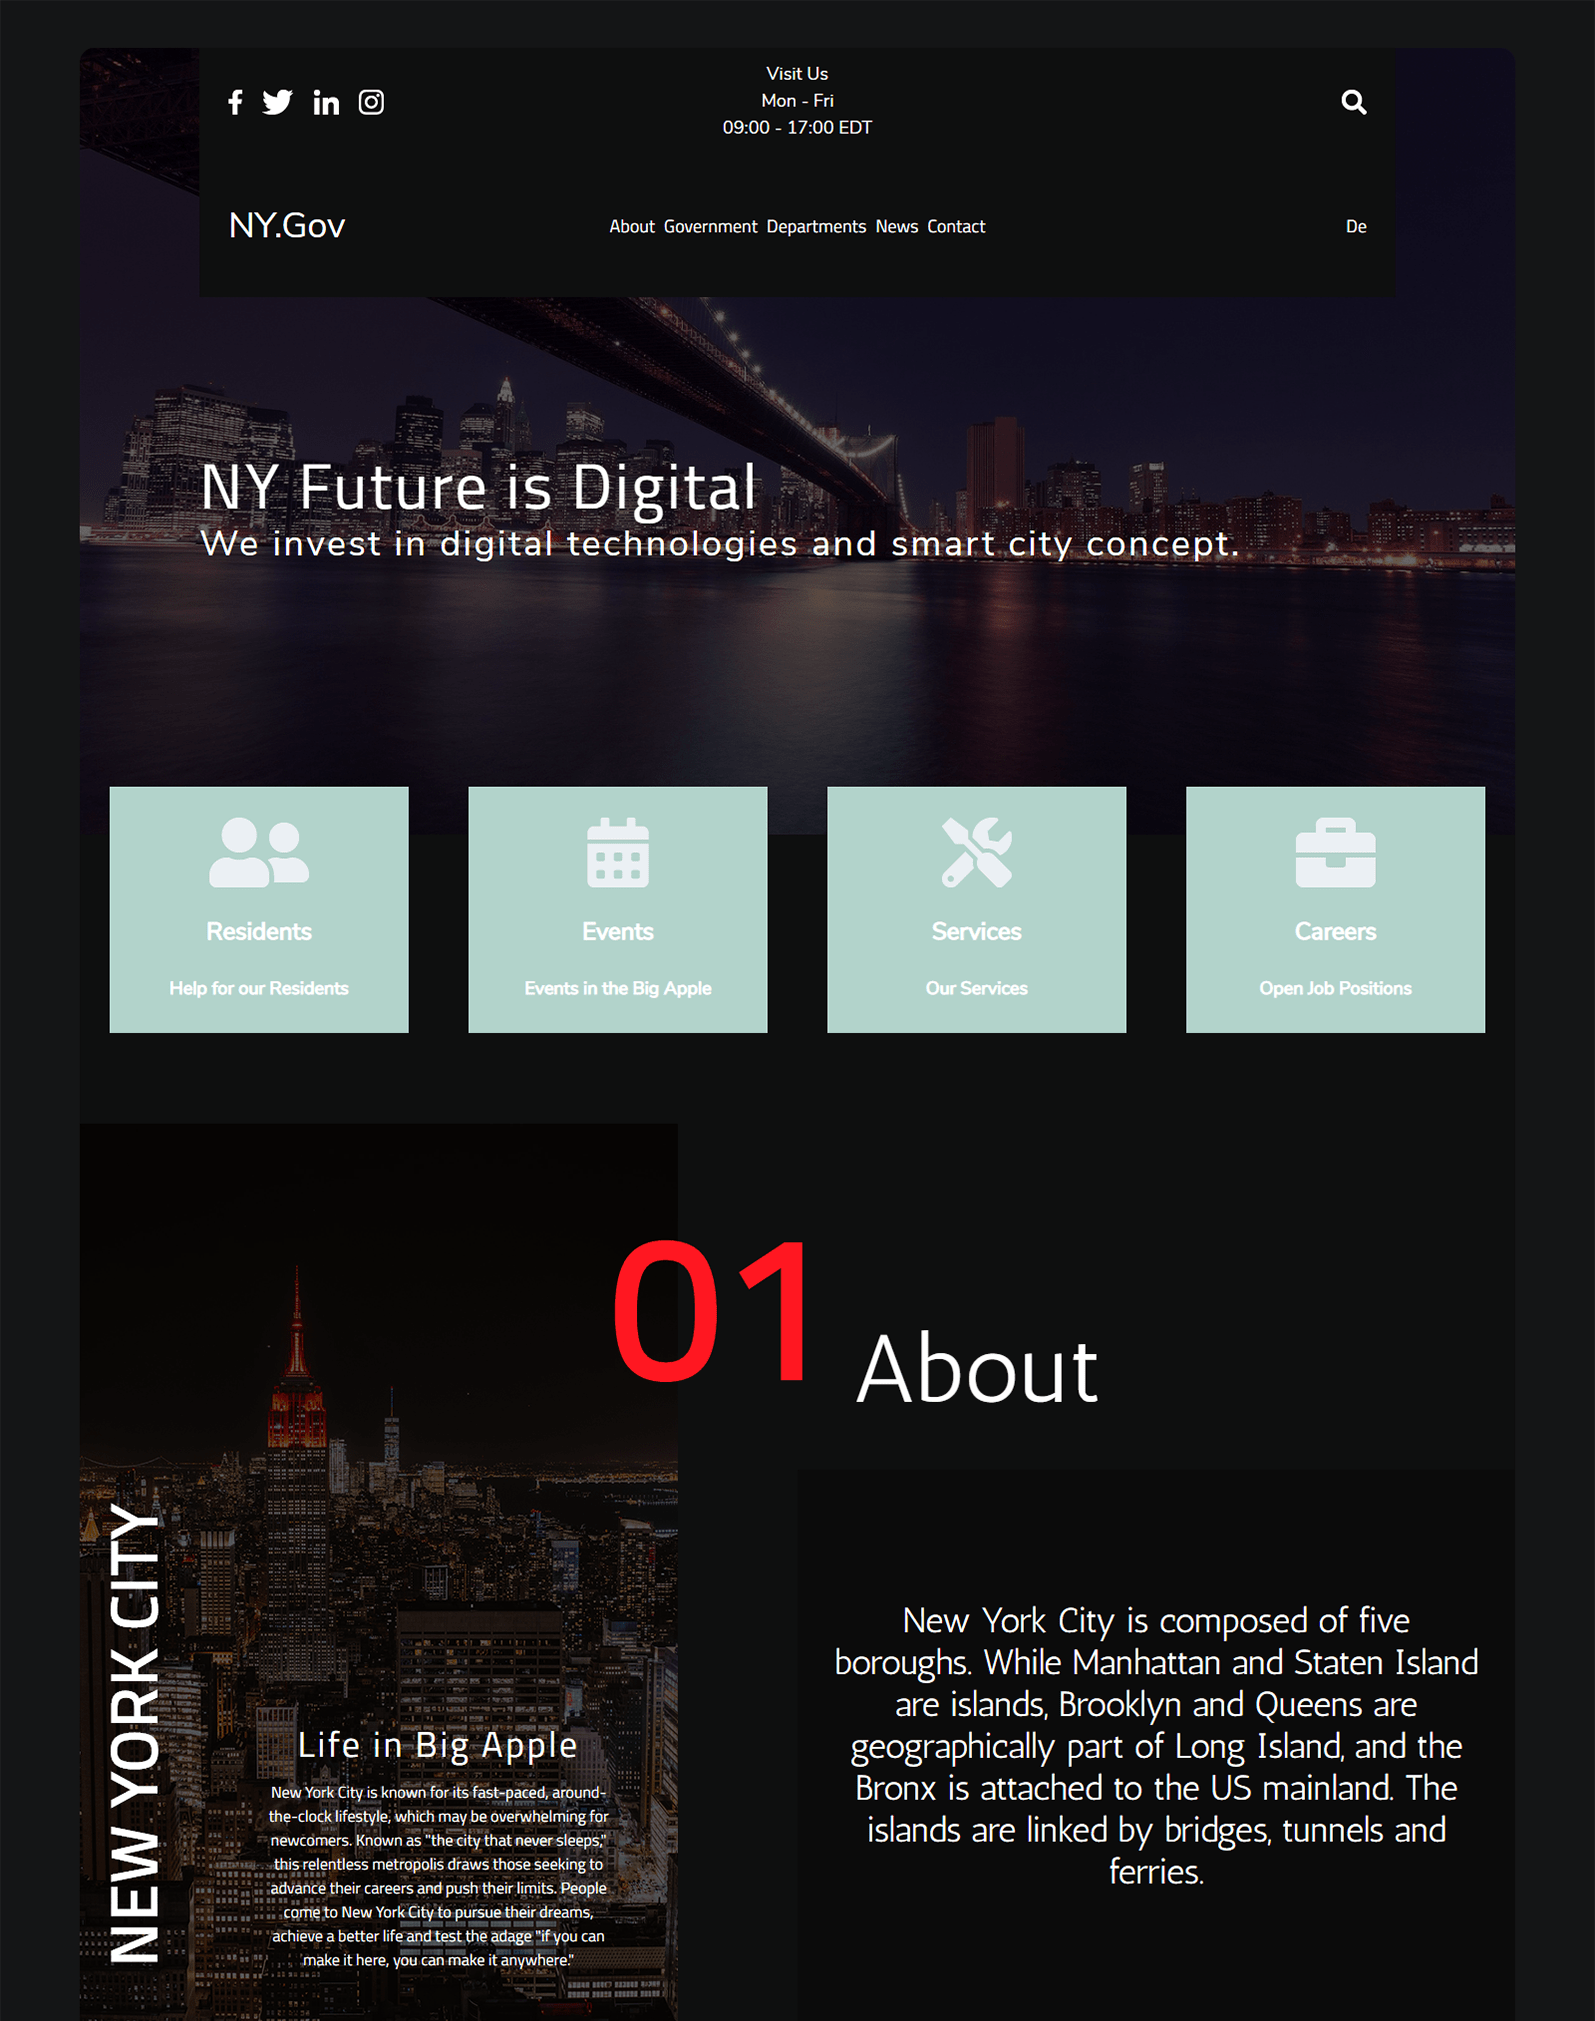 Visit Us
Mon - Fri
09:00 - 17:00 EDT
NY.Gov
About Government Departments News Contact
De
NY Future is Digital
We invest in digital technologies and smart city concept.
Residents
Help for our Residents
Events
Events in the Big Apple
Services
Our Services
Careers
Open Job Positions
01
About
NEW YORK CITY
Life in Big Apple
New York City is known for its fast-paced, around-
the-clock lifestyle, which may be overwhelming for
newcomers. Known as "the city that never sleeps,"
this relentless metropolis draws those seeking to
advance their careers and push their limits. People
come to New York City to pursue their dreams,
achieve a better life and test the adage "if you can
make it here, you can make it anywhere."
New York City is composed of five
boroughs. While Manhattan and Staten Island
are islands, Brooklyn and Queens are
geographically part of Long Island, and the
Bronx is attached to the US mainland. The
islands are linked by bridges, tunnels and
ferries.